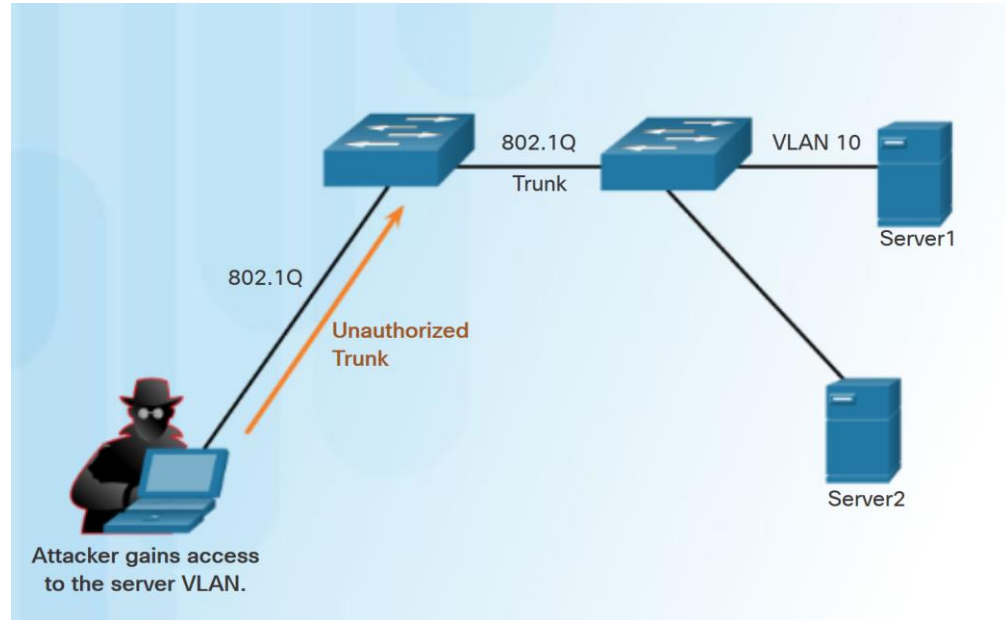 802.1Q
Trunk
VLAN 10
Server1
802.1Q
Unauthorized
Trunk
Server2
Attacker gains access
to the server VLAN.